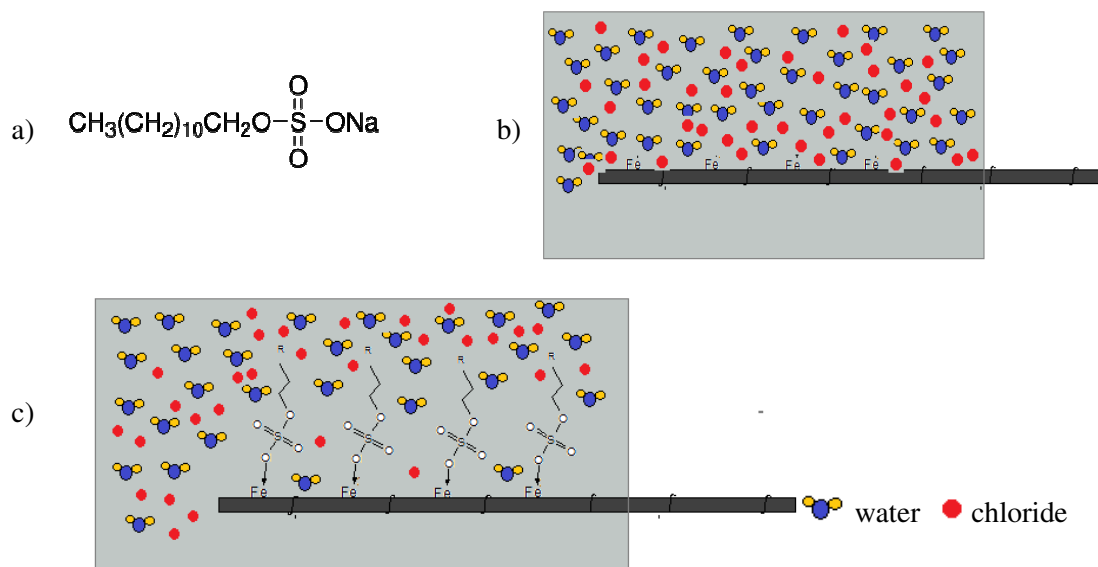 a)
CH3(CH2)10CH2O–S–ONa
O
O
b)
Fe Fe Fe Fe
c)
R R R R
O O O O
O S O O S O O S O O S O
O O O O
Fe Fe Fe Fe
water chloride